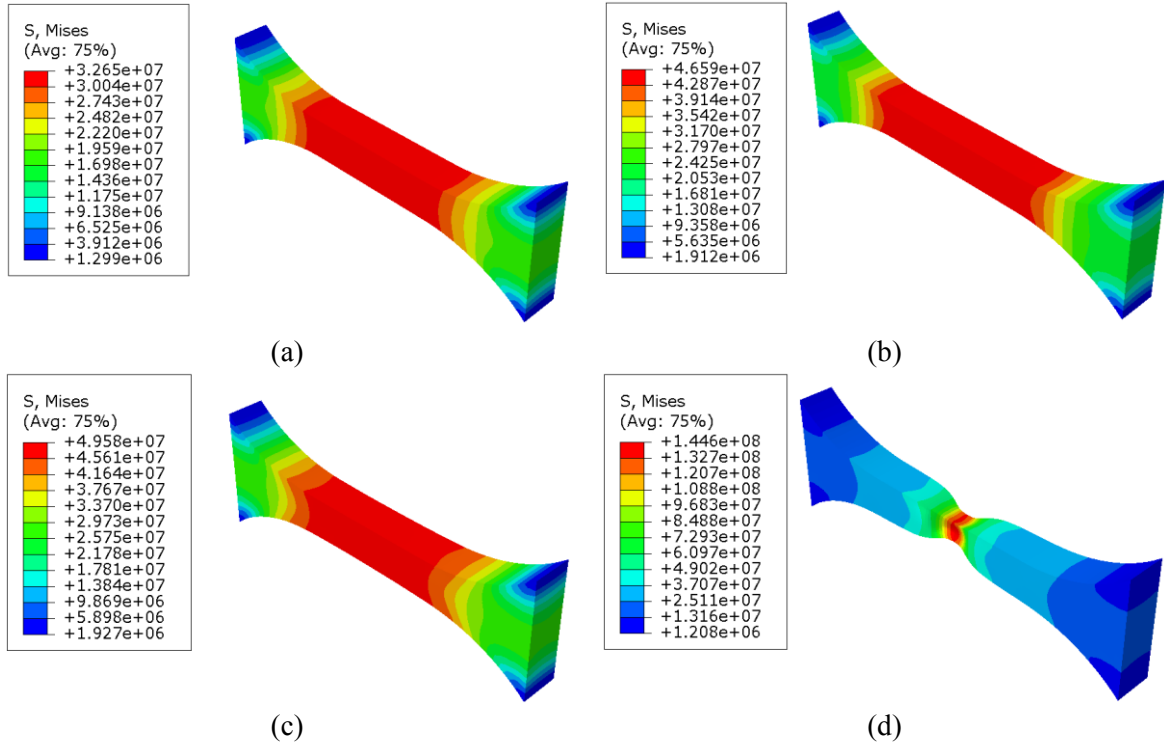 S, Mises
(Avg: 75%)
+3.265e+07
+3.004e+07
+2.743e+07
+2.482e+07
+2.220e+07
+1.959e+07
+1.698e+07
+1.436e+07
+1.175e+07
+9.138e+06
+6.525e+06
+3.912e+06
+1.299e+06
(a)
S, Mises
(Avg: 75%)
+4.659e+07
+4.287e+07
+3.914e+07
+3.542e+07
+3.170e+07
+2.797e+07
+2.425e+07
+2.053e+07
+1.681e+07
+1.308e+07
+9.358e+06
+5.635e+06
+1.912e+06
(b)
S, Mises
(Avg: 75%)
+4.958e+07
+4.561e+07
+4.164e+07
+3.767e+07
+3.370e+07
+2.973e+07
+2.575e+07
+2.178e+07
+1.781e+07
+1.384e+07
+9.869e+06
+5.898e+06
+1.927e+06
(c)
S, Mises
(Avg: 75%)
+1.446e+08
+1.327e+08
+1.207e+08
+1.088e+08
+9.683e+07
+8.488e+07
+7.293e+07
+6.097e+07
+4.902e+07
+3.707e+07
+2.511e+07
+1.316e+07
+1.208e+06
(d)